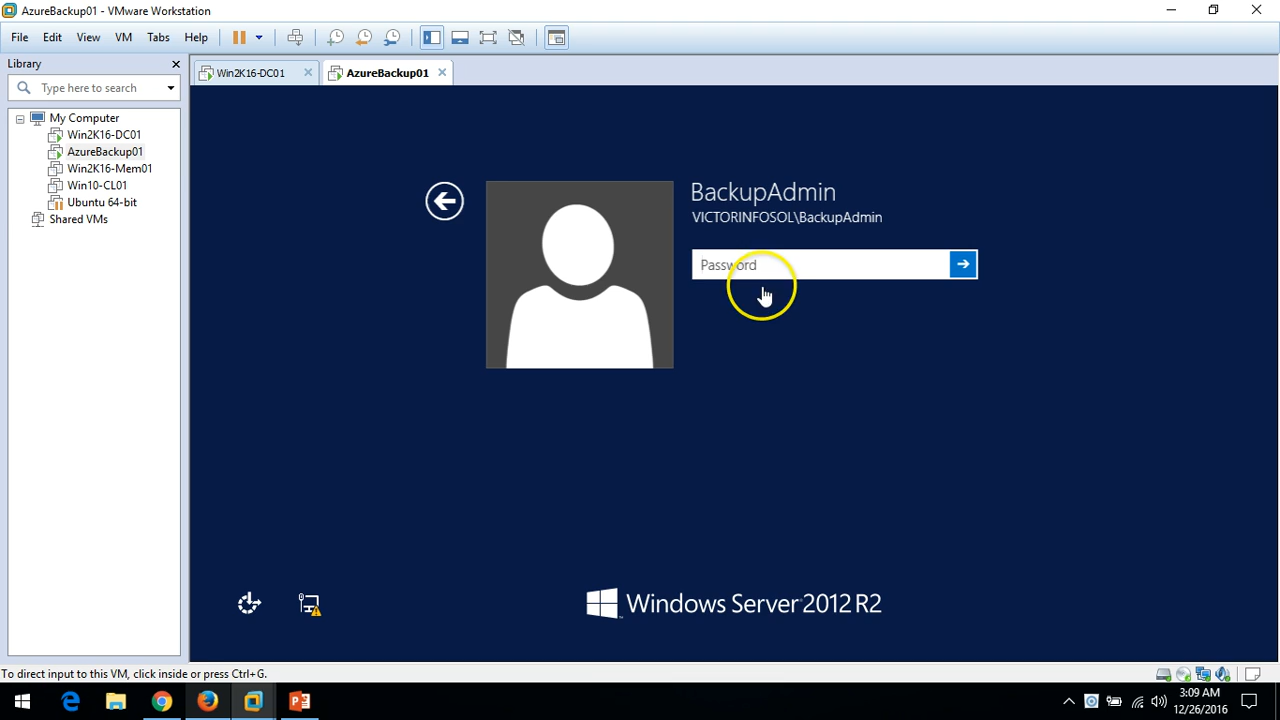 AzureBackup01 - VMware Workstation
File Edit View VM Tabs Help
Library
Type here to search
My Computer
Win2K16-DC01
AzureBackup01
Win2K16-Mem01
Win10-CL01
Ubuntu 64-bit
Shared VMs
Win2K16-DC01
AzureBackup01
BackupAdmin
VICTORINFOSOL\BackupAdmin
Password
Windows Server 2012 R2
To direct input to this VM, click inside or press Ctrl+G.
3:09 AM
12/26/2016